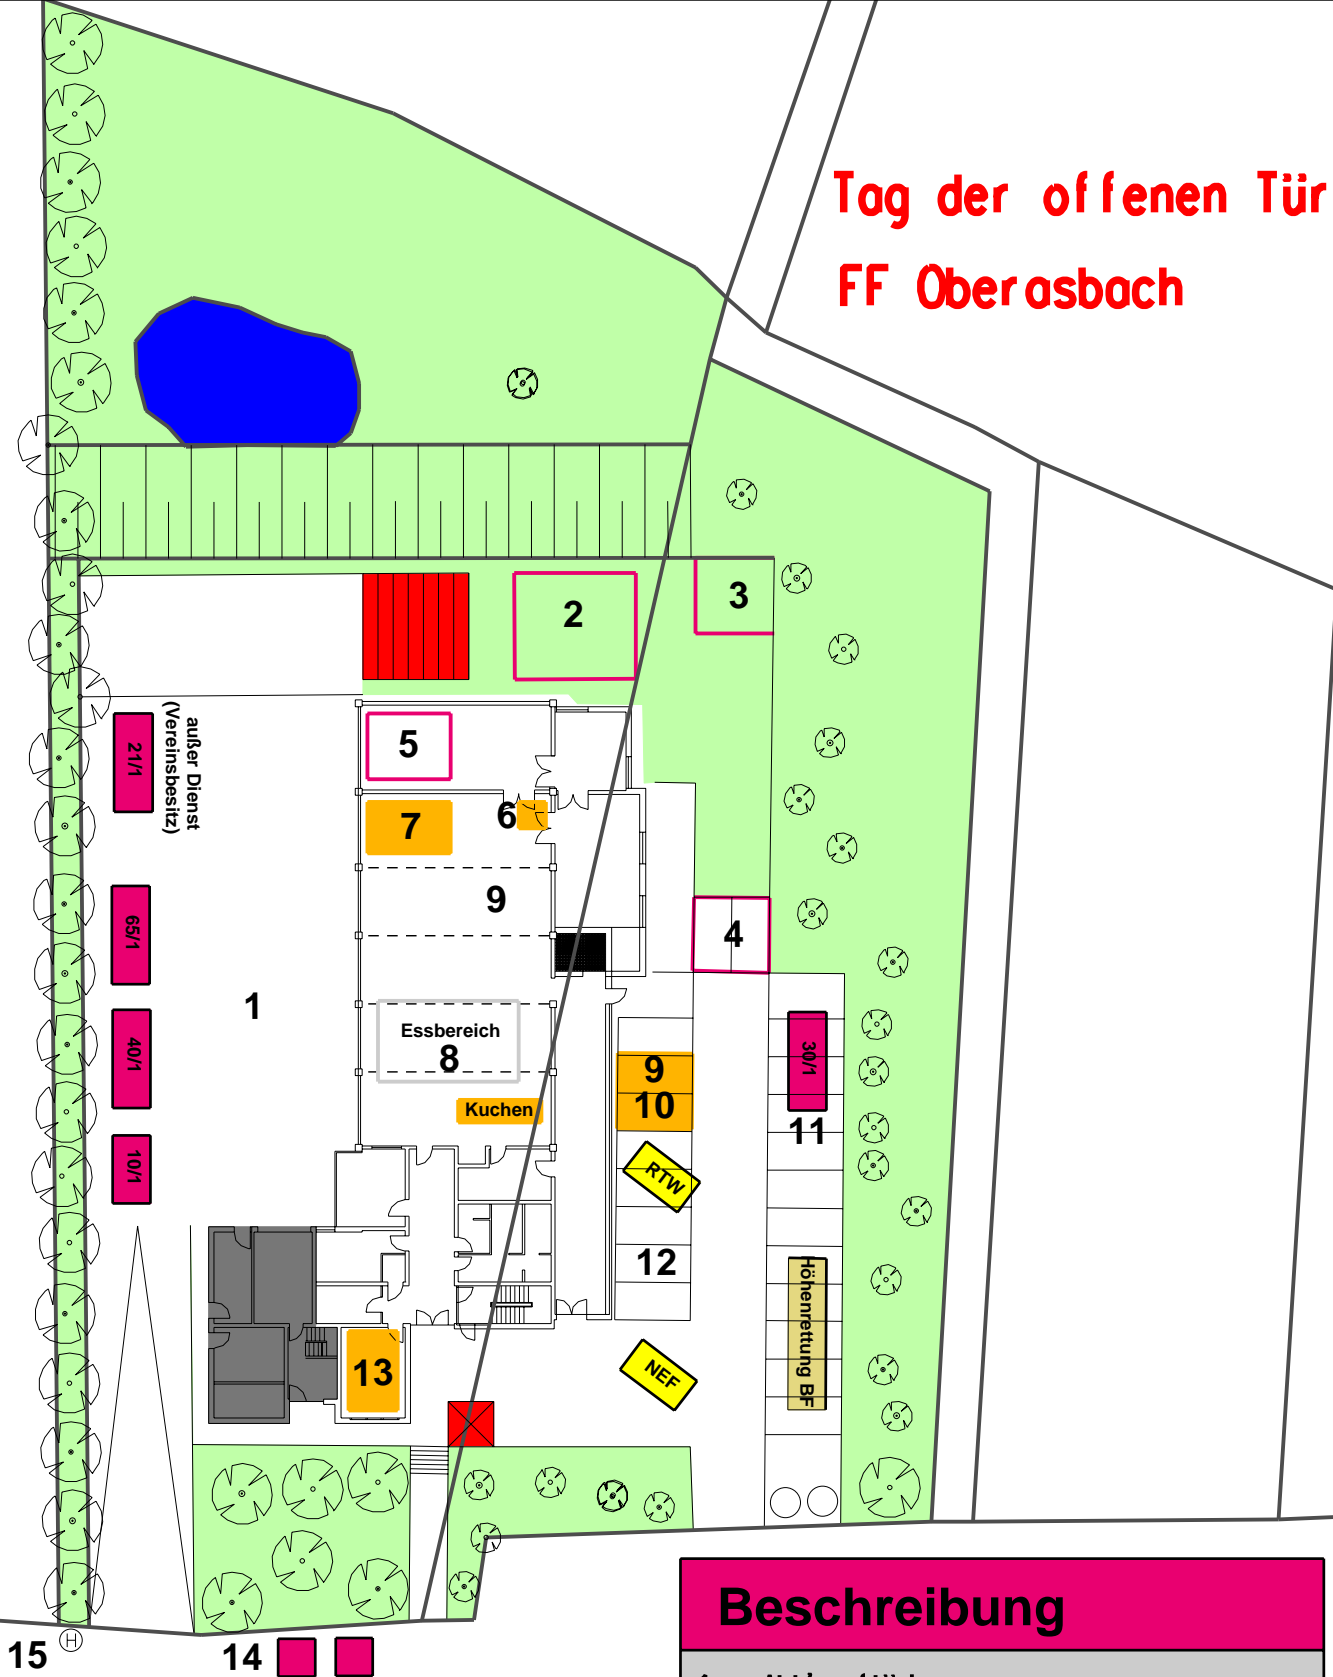 Tag der offenen Tür
FF Oberasbach
2
3
5
21/1
außer Dienst
(Vereinsbesitz)
6
7
9
65/1
4
1
Essbereich
8
40/1
30/1
9
10
Kuchen
11
10/1
RTW
12
Höhenrettung BF
13
NEF
Beschreibung
15
H
14